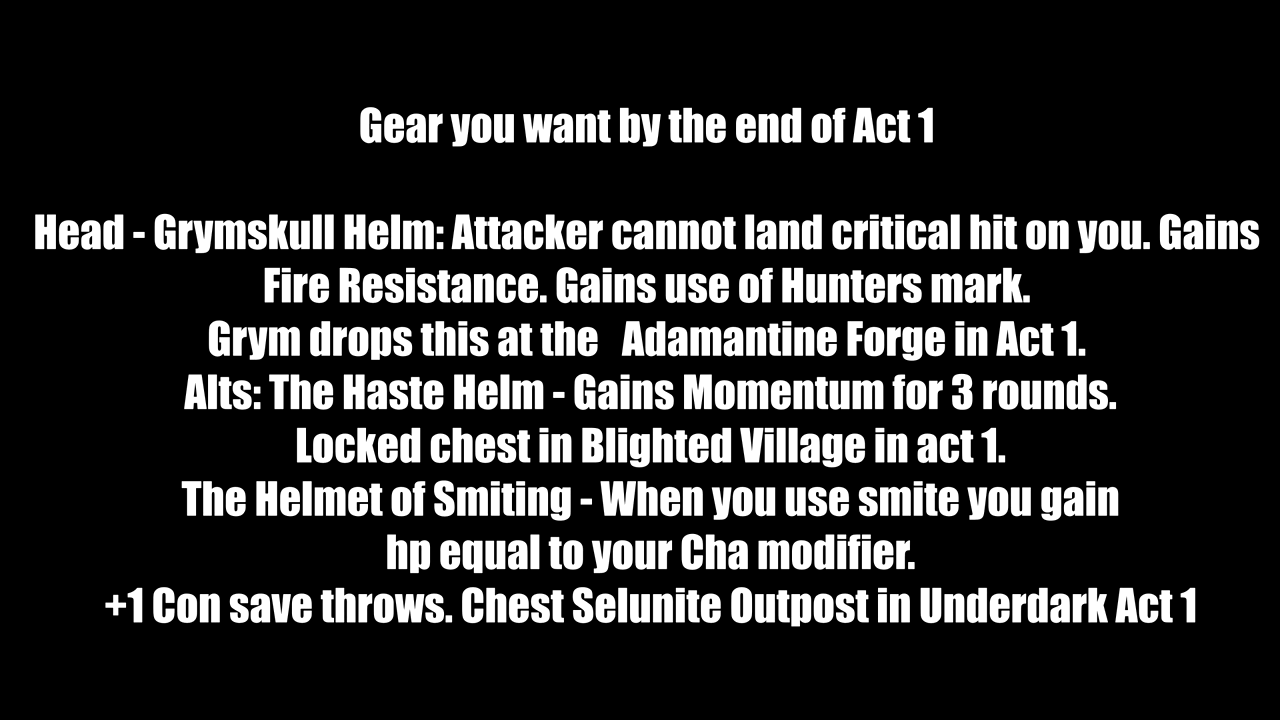 Gear you want by the end of Act 1
Head - Grymskull Helm: Attacker cannot land critical hit on you. Gains
Fire Resistance. Gains use of Hunters mark.
Grym drops this at the   Adamantine Forge in Act 1.
Alts: The Haste Helm - Gains Momentum for 3 rounds.
Locked chest in Blighted Village in act 1.
The Helmet of Smiting - When you use smite you gain
hp equal to your Cha modifier.
+1 Con save throws. Chest Selunite Outpost in Underdark Act 1